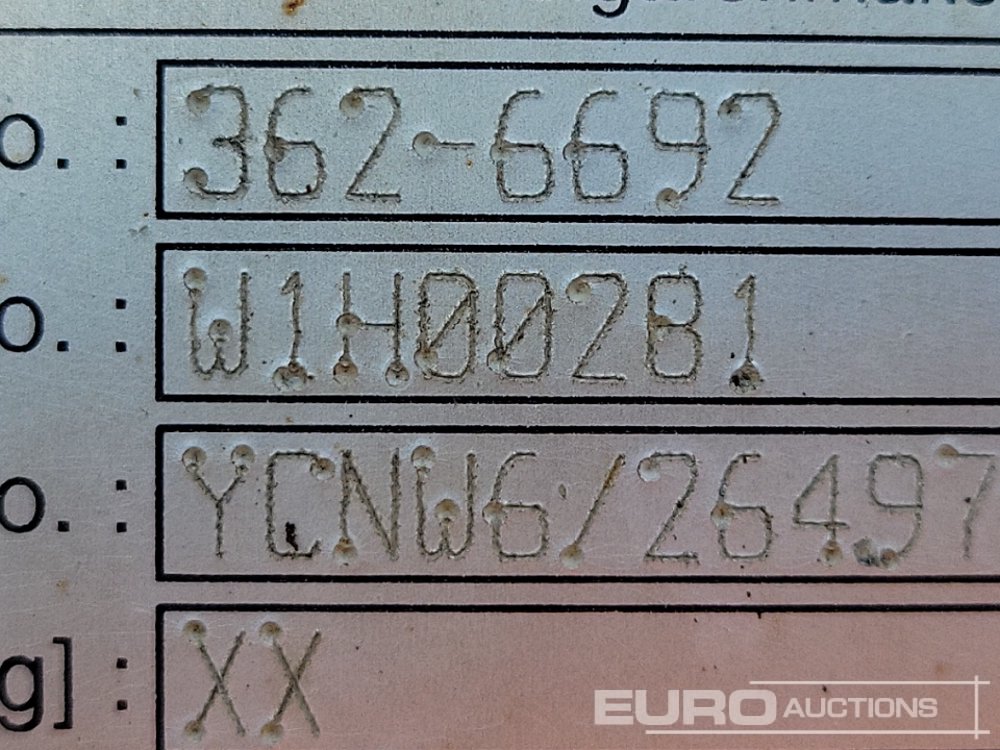 o. : 362-6692
o. : W1H00281
o. : YCNW6/26497
g] : XX
EURO AUCTIONS